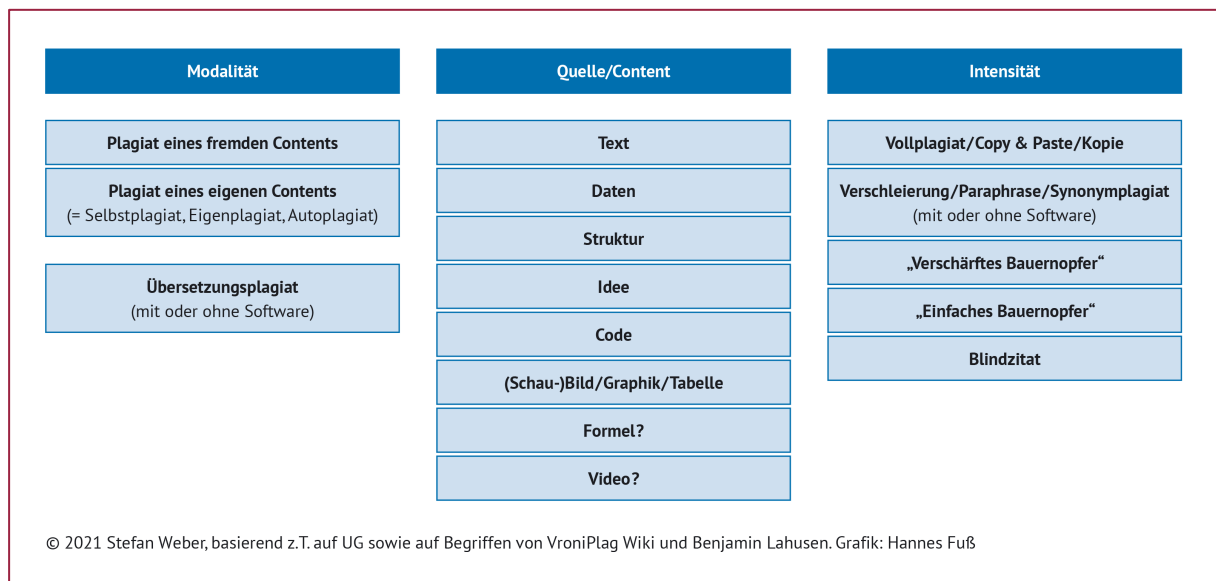 Modalität
Plagiat eines fremden Contents
Plagiat eines eigenen Contents
(= Selbstplagiat, Eigenplagiat, Autoplagiat)
Übersetzungsplagiat
(mit oder ohne Software)
Quelle/Content
Text
Daten
Struktur
Idee
Code
(Schau-)Bild/Graphik/Tabelle
Formel?
Video?
Intensität
Vollplagiat/Copy & Paste/Kopie
Verschleierung/Paraphrase/Synonymplagiat
(mit oder ohne Software)
„Verschärftes Bauernopfer“
„Einfaches Bauernopfer“
Blindzitat
© 2021 Stefan Weber, basierend z.T. auf UG sowie auf Begriffen von VroniPlag Wiki und Benjamin Lahusen. Grafik: Hannes Fuß